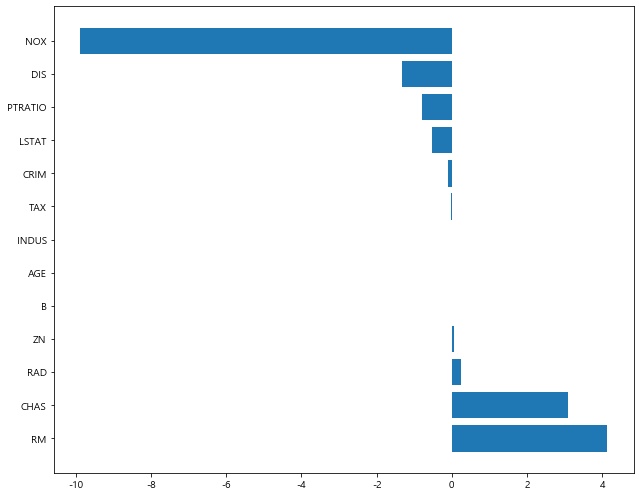 NOX
DIS
PTRATIO
LSTAT
CRIM
TAX
INDUS
AGE
B
ZN
RAD
CHAS
RM
-10 -8 -6 -4 -2 0 2 4